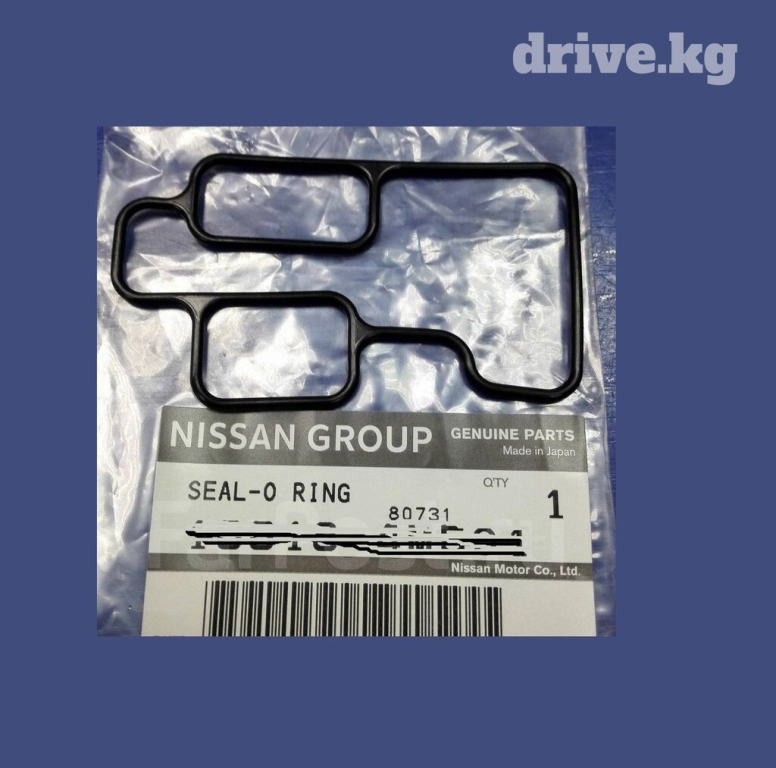 drive.kg
NISSAN GROUP
GENUINE PARTS
Made in Japan
SEAL-O RING
Q'TY
1
80731
Nissan Motor Co., Ltd.